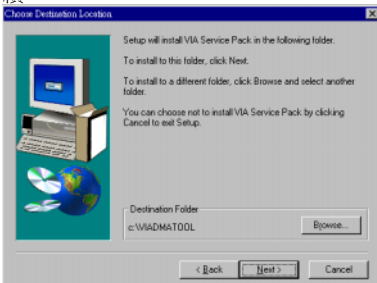 Choose Destination Location
Setup will install VIA Service Pack in the following folder.
To install to this folder, click Next.
To install to a different folder, click Browse and select another
folder.
You can choose not to install VIA Service Pack by clicking
Cancel to exit Setup.
Destination Folder
c:\VIADMATOOL
Browse...
< Back
Next >
Cancel